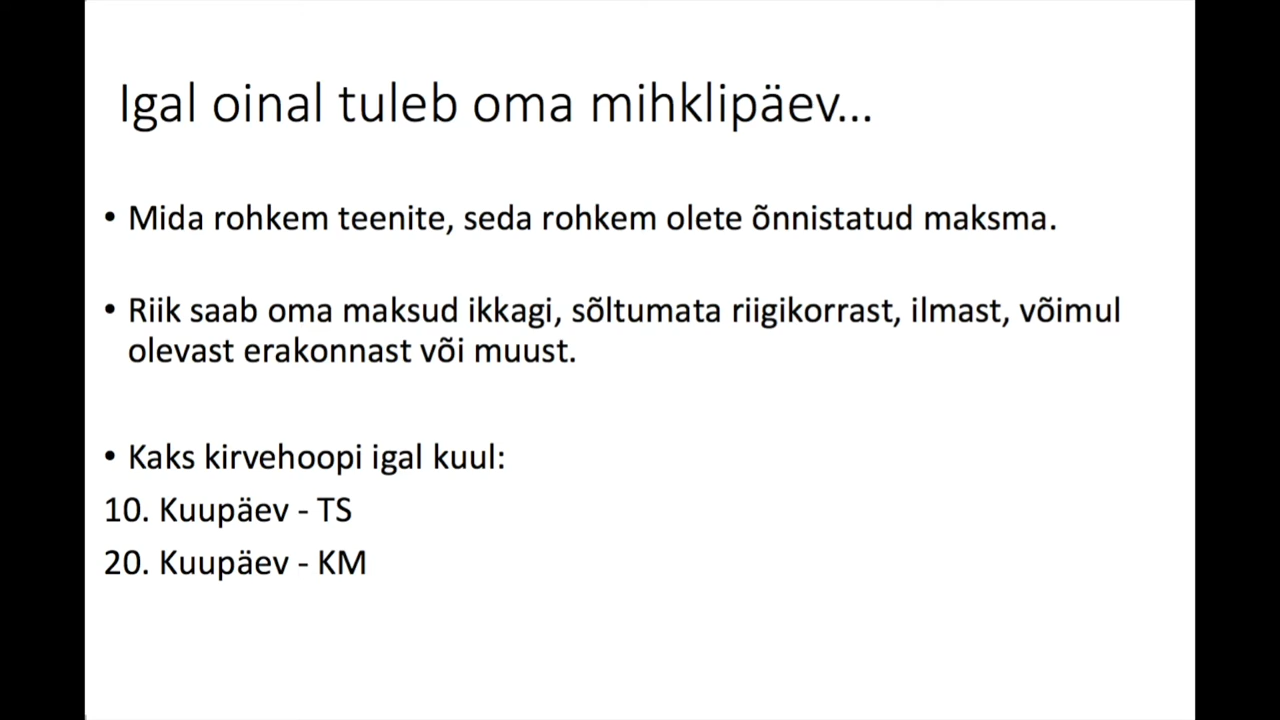 Igal oinal tuleb oma mihklipäev...
• Mida rohkem teenite, seda rohkem olete õnnistatud maksma.
• Riik saab oma maksud ikkagi, sõltumata riigikorrast, ilmast, võimul
olevast erakonnast või muust.
• Kaks kirvehoopi igal kuul:
10. Kuupäev - TS
20. Kuupäev - KM